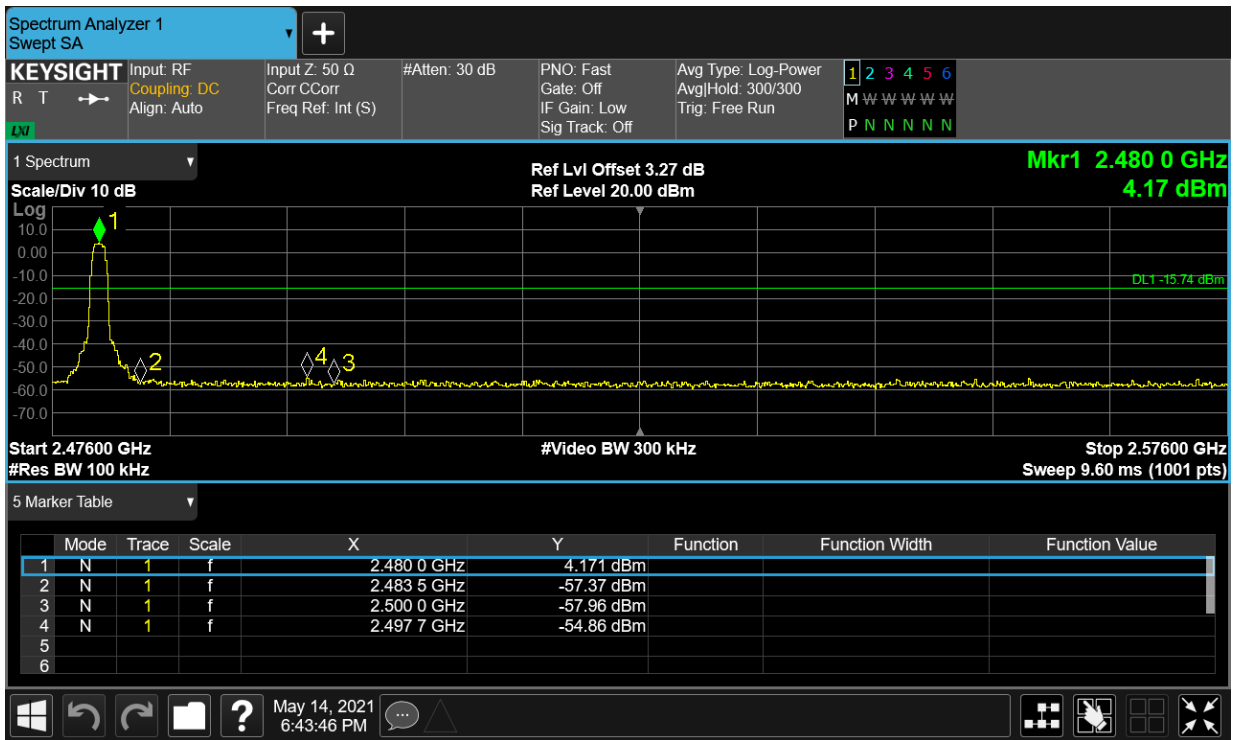 Spectrum Analyzer 1
Swept SA
+
KEYSIGHT
R T
LXI
Input: RF
Coupling: DC
Align: Auto
Input Z: 50 Ω
Corr CCorr
Freq Ref: Int (S)
#Atten: 30 dB
PNO: Fast
Gate: Off
IF Gain: Low
Sig Track: Off
Avg Type: Log-Power
Avg|Hold: 300/300
Trig: Free Run
1 2 3 4 5 6
M W W W W W
P N N N N N
1 Spectrum
Scale/Div 10 dB
Ref Lvl Offset 3.27 dB
Ref Level 20.00 dBm
Mkr1 2.480 0 GHz
4.17 dBm
Log
10.0
0.00
-10.0
-20.0
-30.0
-40.0
-50.0
-60.0
-70.0
1
2
4
3
DL1 -15.74 dBm
Start 2.47600 GHz
#Res BW 100 kHz
#Video BW 300 kHz
Stop 2.57600 GHz
Sweep 9.60 ms (1001 pts)
5 Marker Table
Mode Trace Scale X Y Function Function Width Function Value
1 N 1 f 2.480 0 GHz 4.171 dBm
2 N 1 f 2.483 5 GHz -57.37 dBm
3 N 1 f 2.500 0 GHz -57.96 dBm
4 N 1 f 2.497 7 GHz -54.86 dBm
5
6
?
May 14, 2021
6:43:46 PM